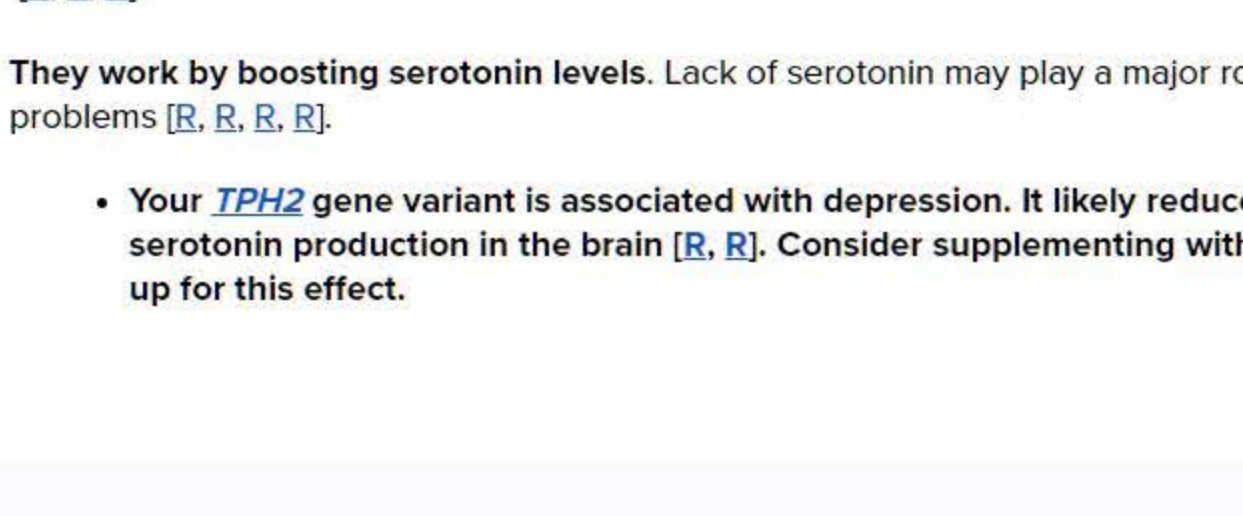 They work by boosting serotonin levels. Lack of serotonin may play a major
problems [R, R, R, R].
• Your TPH2 gene variant is associated with depression. It likely
serotonin production in the brain [R, R]. Consider supplementing
up for this effect.